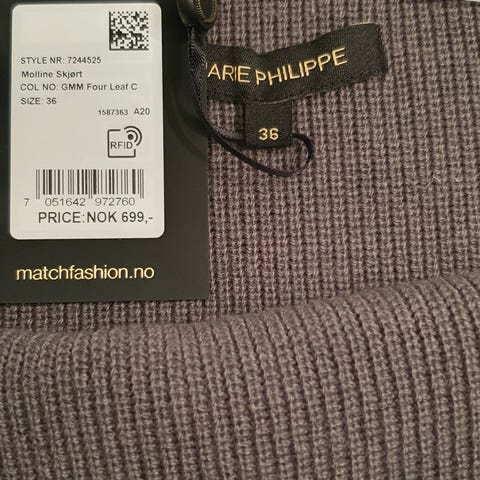 STYLE NR: 7244525
Molline Skjørt
COL NO: GMM Four Leaf C
SIZE: 36
1587363 A20
RFID
7 051642 972760
PRICE: NOK 699,-
matchfashion.no
ARIE PHILIPPE
36